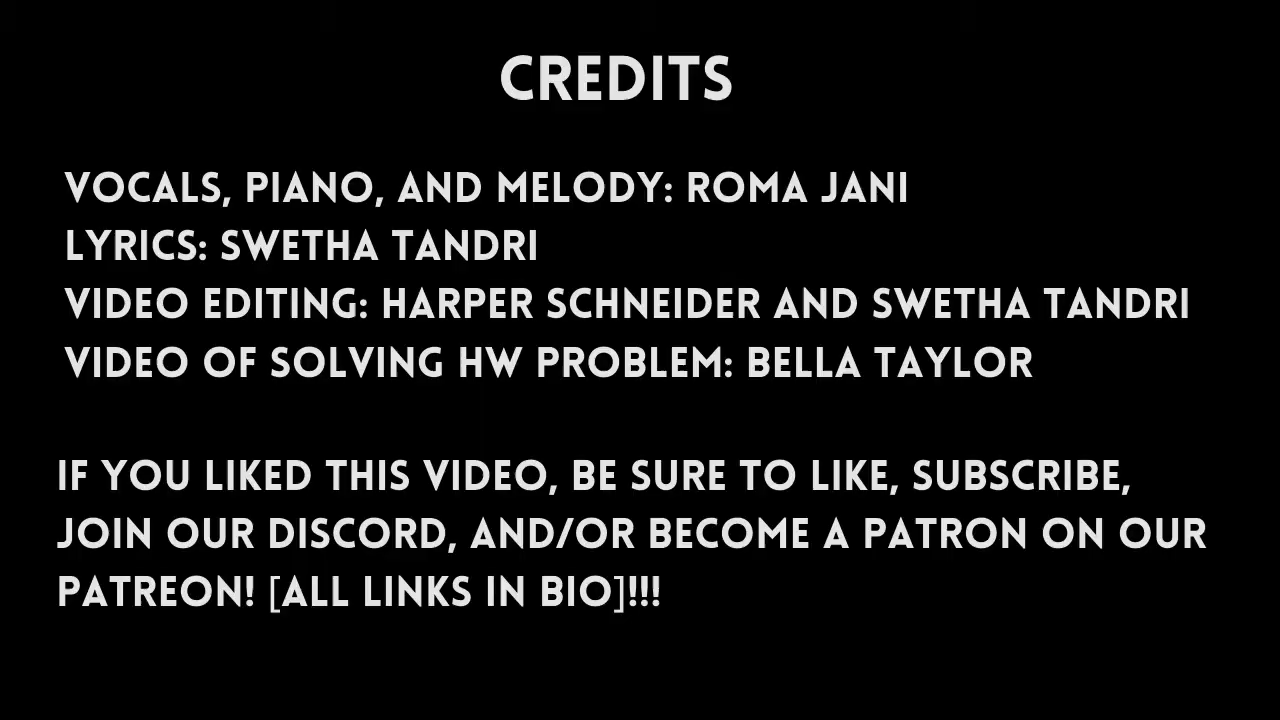 CREDITS
VOCALS, PIANO, AND MELODY: ROMA JANI
LYRICS: SWETHA TANDRI
VIDEO EDITING: HARPER SCHNEIDER AND SWETHA TANDRI
VIDEO OF SOLVING HW PROBLEM: BELLA TAYLOR
IF YOU LIKED THIS VIDEO, BE SURE TO LIKE, SUBSCRIBE,
JOIN OUR DISCORD, AND/OR BECOME A PATRON ON OUR
PATREON! [ALL LINKS IN BIO]!!!